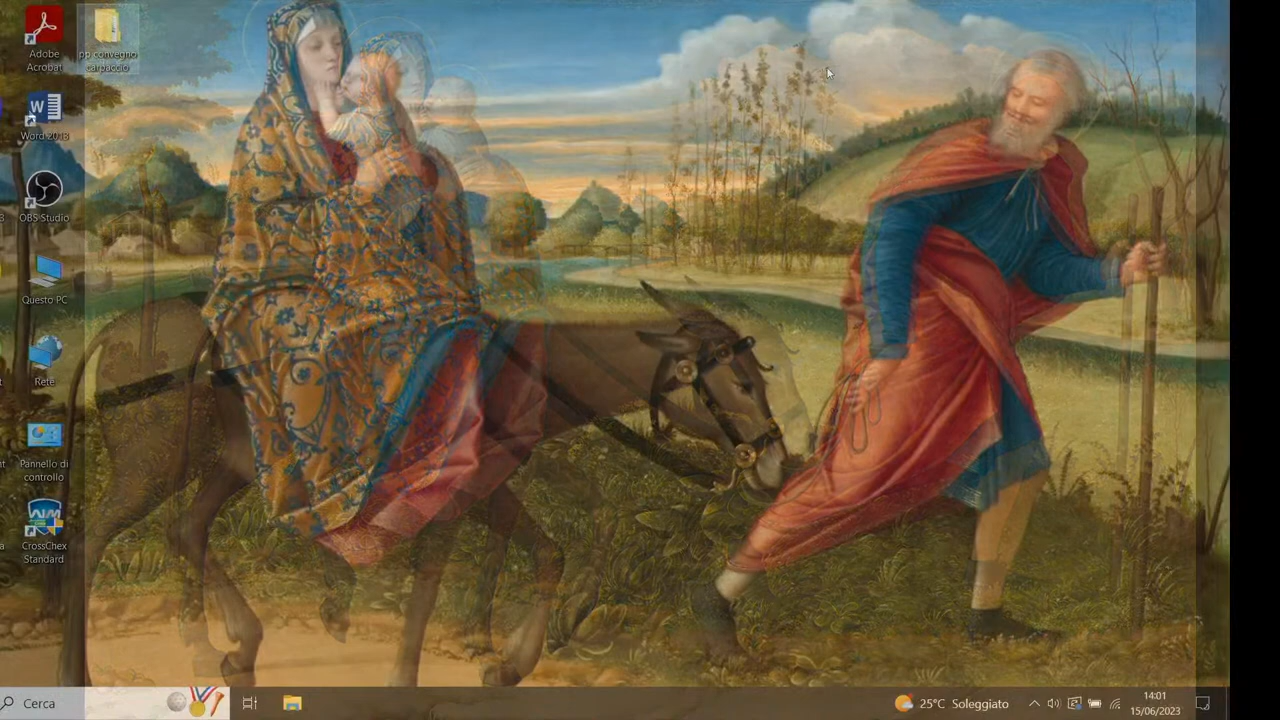 Adobe
Acrobat
pp convegno
carpaccio
Word 2013
OBS Studio
Questo PC
Rete
Pannello di
controllo
CrossChex
Standard
Cerca
25°C Soleggiato
14:01
15/06/2023